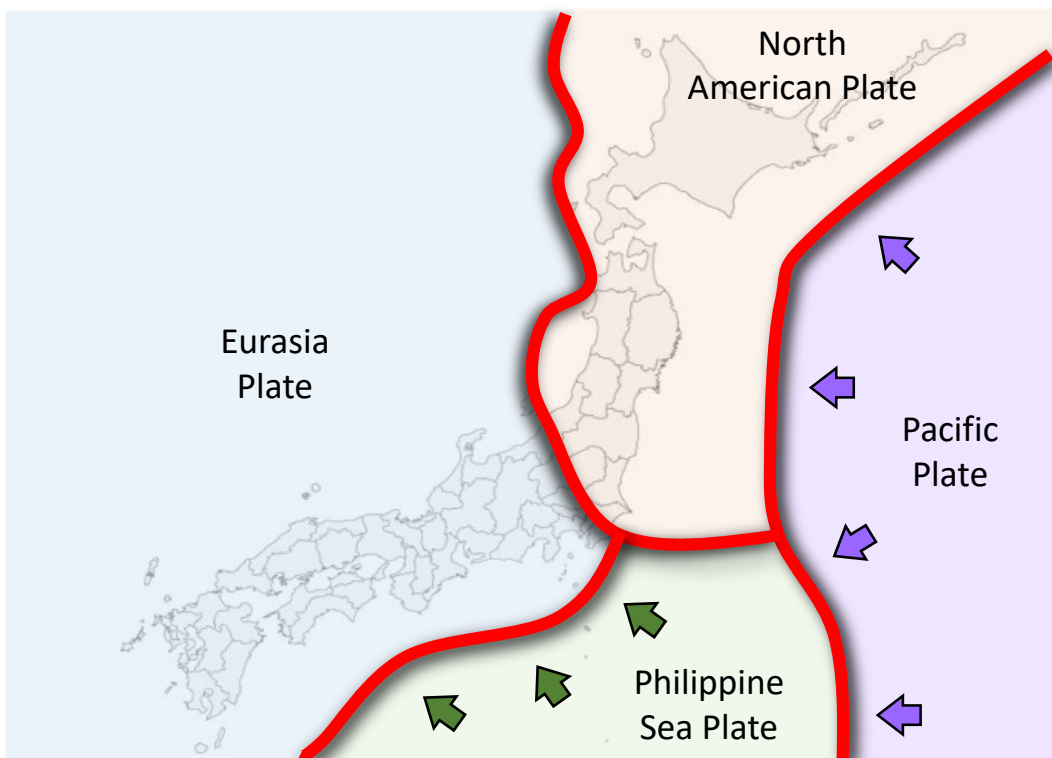 North
American Plate
Eurasia
Plate
Pacific
Plate
Philippine
Sea Plate